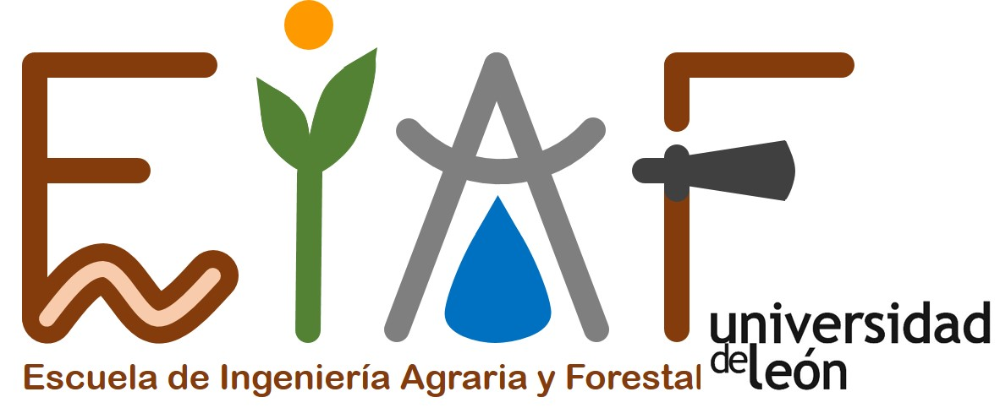 EIAF
Escuela de Ingeniería Agraria y Forestal
universidad
de león